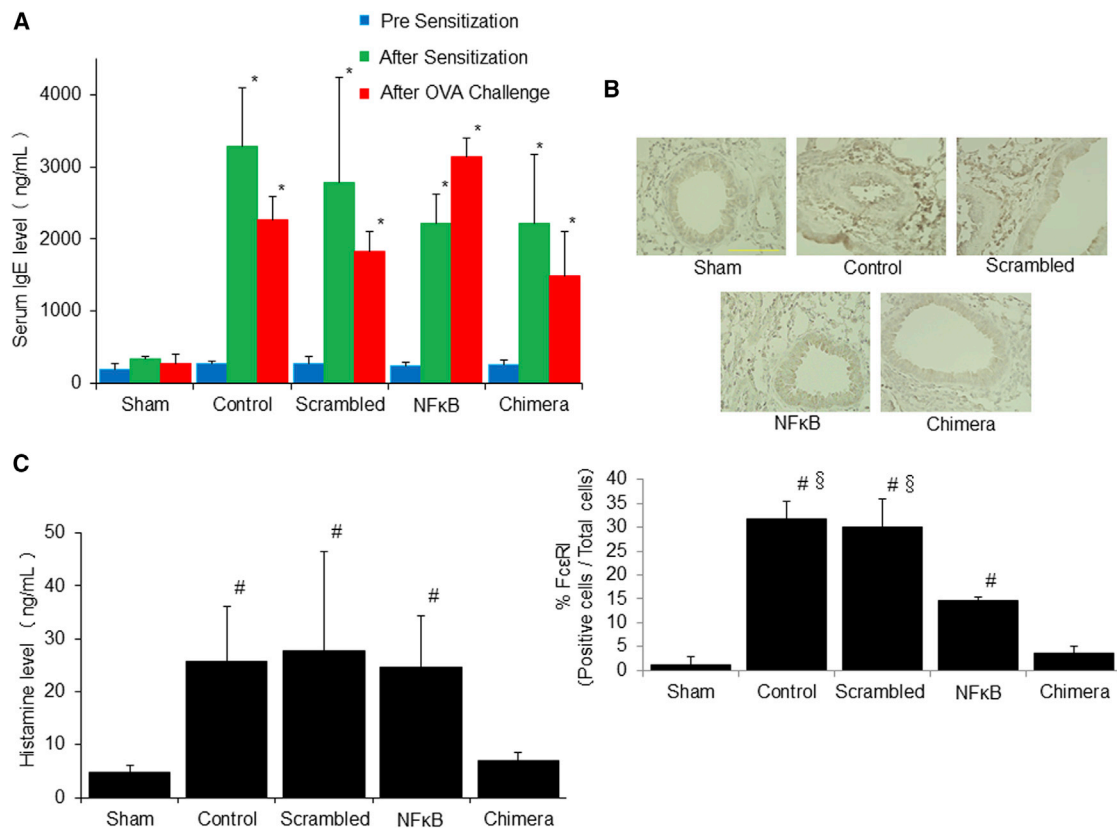 A
Pre Sensitization
After Sensitization
After OVA Challenge
Serum IgE level ( ng/mL )
4000
3000
2000
1000
0
* * * * * * * *
Sham Control Scrambled NFκB Chimera
B
Sham Control Scrambled
NFκB Chimera
% FcεRI
(Positive cells / Total cells)
40
35
30
25
20
15
10
5
0
# § # § #
Sham Control Scrambled NFκB Chimera
C
Histamine level ( ng/mL )
50
40
30
20
10
0
# # #
Sham Control Scrambled NFκB Chimera